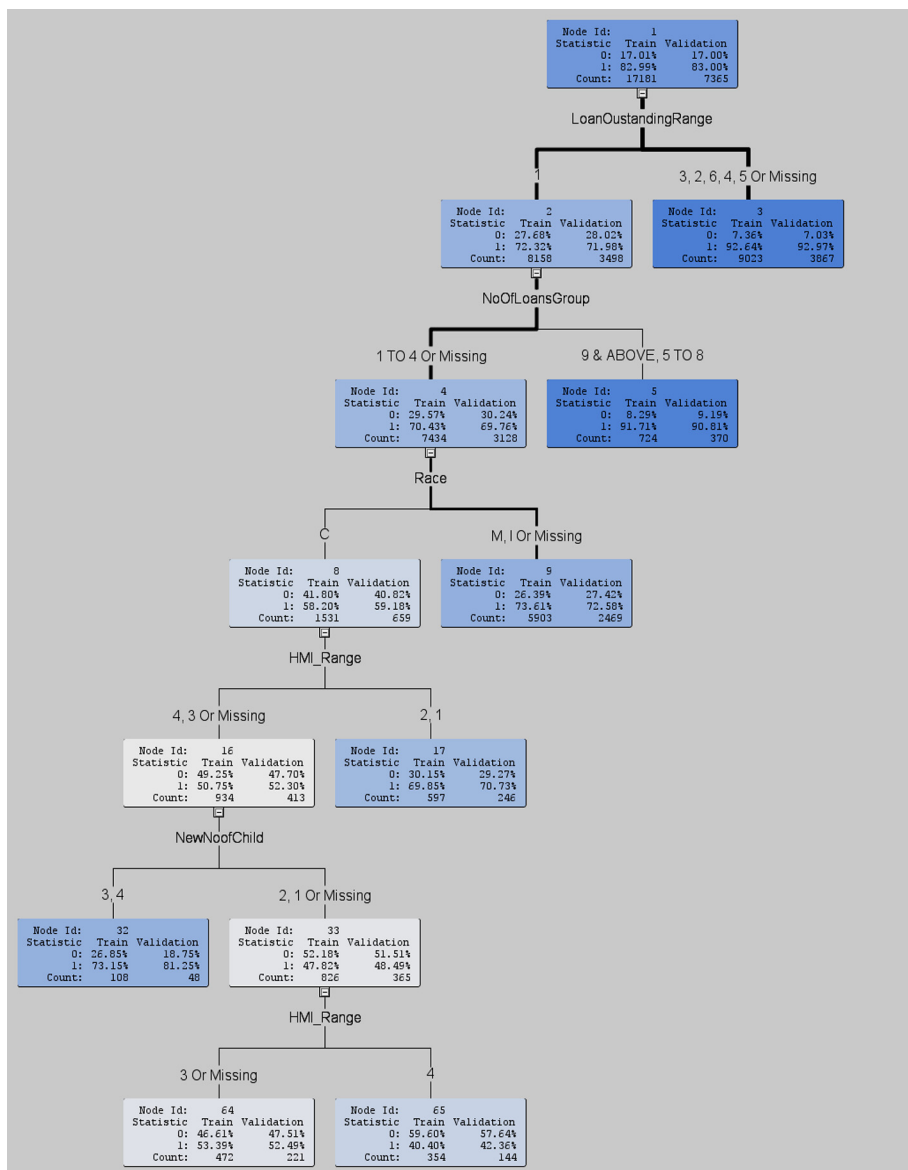 Node Id: 1
Statistic Train Validation
0: 17.01% 17.00%
1: 82.99% 83.00%
Count: 17181 7365
LoanOustandingRange
1
3, 2, 6, 4, 5 Or Missing
Node Id: 2
Statistic Train Validation
0: 27.68% 28.02%
1: 72.32% 71.98%
Count: 8158 3498
Node Id: 3
Statistic Train Validation
0: 7.36% 7.03%
1: 92.64% 92.97%
Count: 9023 3867
NoOfLoansGroup
1 TO 4 Or Missing
9 & ABOVE, 5 TO 8
Node Id: 4
Statistic Train Validation
0: 29.57% 30.24%
1: 70.43% 69.76%
Count: 7434 3128
Node Id: 5
Statistic Train Validation
0: 8.29% 9.19%
1: 91.71% 90.81%
Count: 724 370
Race
C
M, I Or Missing
Node Id: 8
Statistic Train Validation
0: 41.80% 40.82%
1: 58.20% 59.18%
Count: 1531 659
Node Id: 9
Statistic Train Validation
0: 26.39% 27.42%
1: 73.61% 72.58%
Count: 5903 2469
HMI_Range
4, 3 Or Missing
2, 1
Node Id: 16
Statistic Train Validation
0: 49.25% 47.70%
1: 50.75% 52.30%
Count: 934 413
Node Id: 17
Statistic Train Validation
0: 30.15% 29.27%
1: 69.85% 70.73%
Count: 597 246
NewNoofChild
3, 4
2, 1 Or Missing
Node Id: 32
Statistic Train Validation
0: 26.85% 18.75%
1: 73.15% 81.25%
Count: 108 48
Node Id: 33
Statistic Train Validation
0: 52.18% 51.51%
1: 47.82% 48.49%
Count: 826 365
HMI_Range
3 Or Missing
4
Node Id: 64
Statistic Train Validation
0: 46.61% 47.51%
1: 53.39% 52.49%
Count: 472 221
Node Id: 65
Statistic Train Validation
0: 59.60% 57.64%
1: 40.40% 42.36%
Count: 354 144